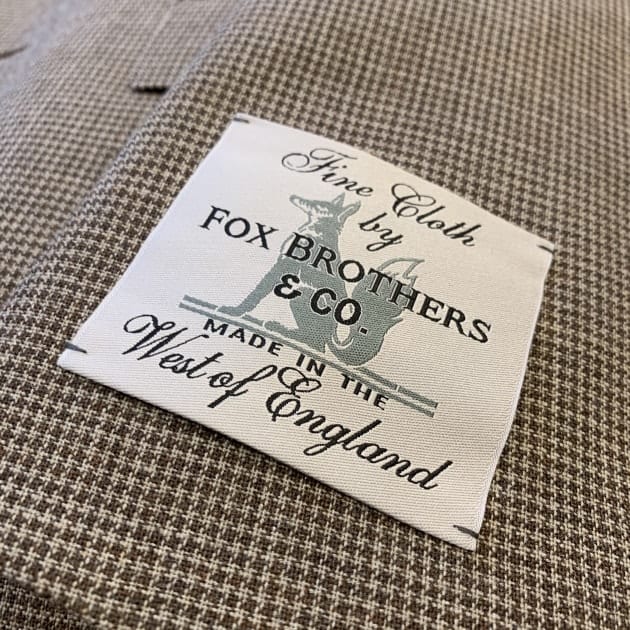 Fine Cloth
by
FOX BROTHERS
& CO.
MADE IN THE
West of England